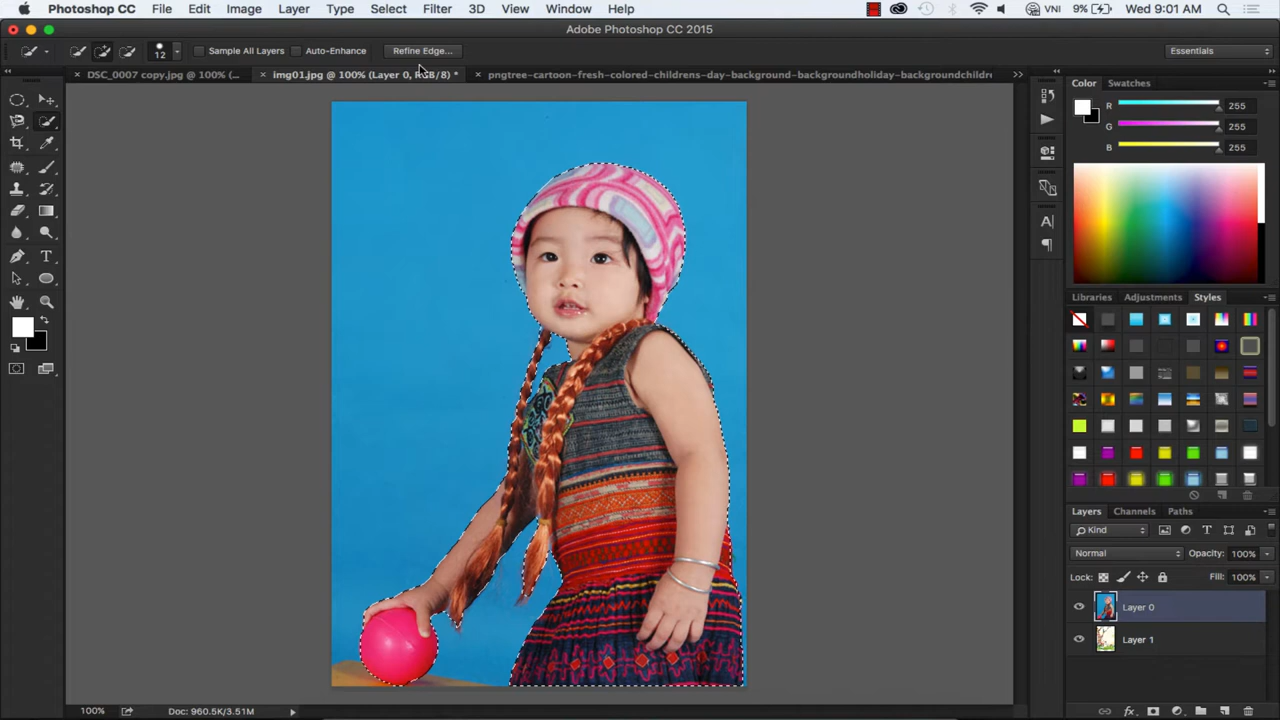 Photoshop CC File Edit Image Layer Type Select Filter 3D View Window Help VNI 9% Wed 9:01 AM
Adobe Photoshop CC 2015
12 Sample All Layers Auto-Enhance Refine Edge... Essentials
DSC_0007 copy.jpg @ 100% (... img01.jpg @ 100% (Layer 0, RGB/8) * pngtree-cartoon-fresh-colored-childrens-day-background-backgroundholiday-backgroundchildre
Color Swatches
R 255
G 255
B 255
Libraries Adjustments Styles
Layers Channels Paths
Kind
Normal Opacity: 100%
Lock: Fill: 100%
Layer 0
Layer 1
100% Doc: 960.5K/3.51M